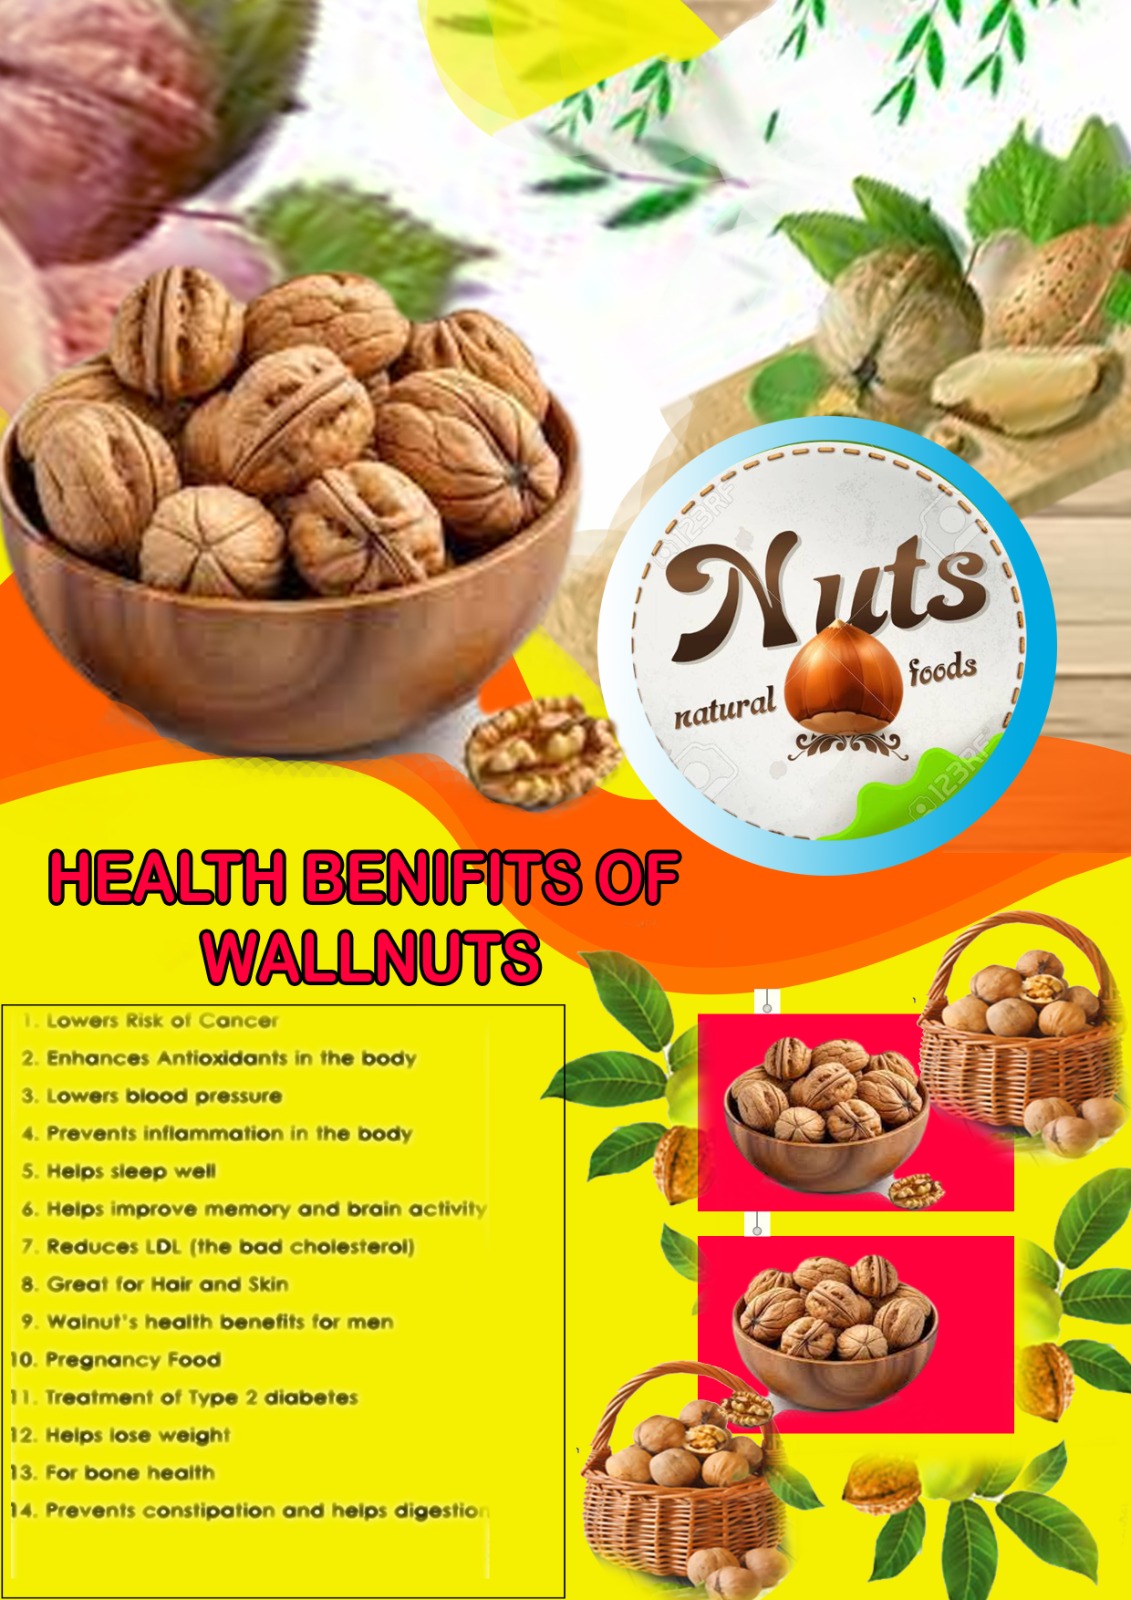 Nuts
natural foods
HEALTH BENIFITS OF
WALLNUTS
1. Lowers Risk of Cancer
2. Enhances Antioxidants in the body
3. Lowers blood pressure
4. Prevents inflammation in the body
5. Helps sleep well
6. Helps improve memory and brain activity
7. Reduces LDL (the bad cholesterol)
8. Great for Hair and Skin
9. Walnut's health benefits for men
10. Pregnancy Food
11. Treatment of Type 2 diabetes
12. Helps lose weight
13. For bone health
14. Prevents constipation and helps digestion
123RF
123RF